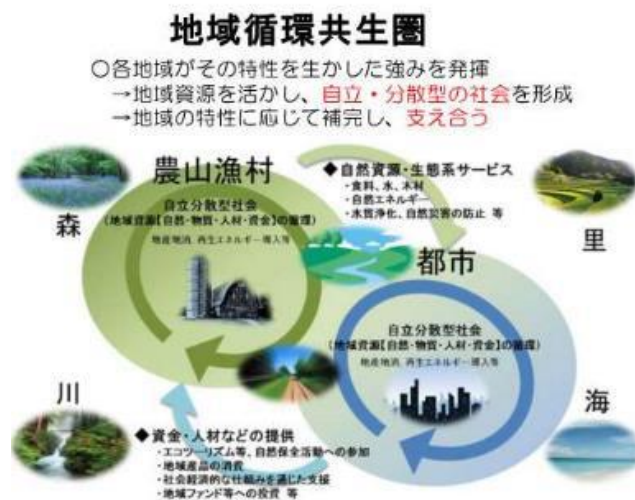 地域循環共生圏
○各地域がその特性を生かした強みを発揮
→地域資源を活かし、自立・分散型の社会を形成
→地域の特性に応じて補完し、支え合う
農山漁村
自立分散型社会
(地域資源【自然・物質・人材・資金】の循環)
地産地消、再生エネルギー導入等
◆自然資源・生態系サービス
・食料、水、木材
・自然エネルギー
・水質浄化、自然災害の防止 等
森
里
都市
自立分散型社会
(地域資源【自然・物質・人材・資金】の循環)
地産地消、再生エネルギー導入等
川
海
◆資金・人材などの提供
・エコツーリズム等、自然保全活動への参加
・地域産品の消費
・社会経済的な仕組みを通じた支援
・地域ファンド等への投資 等